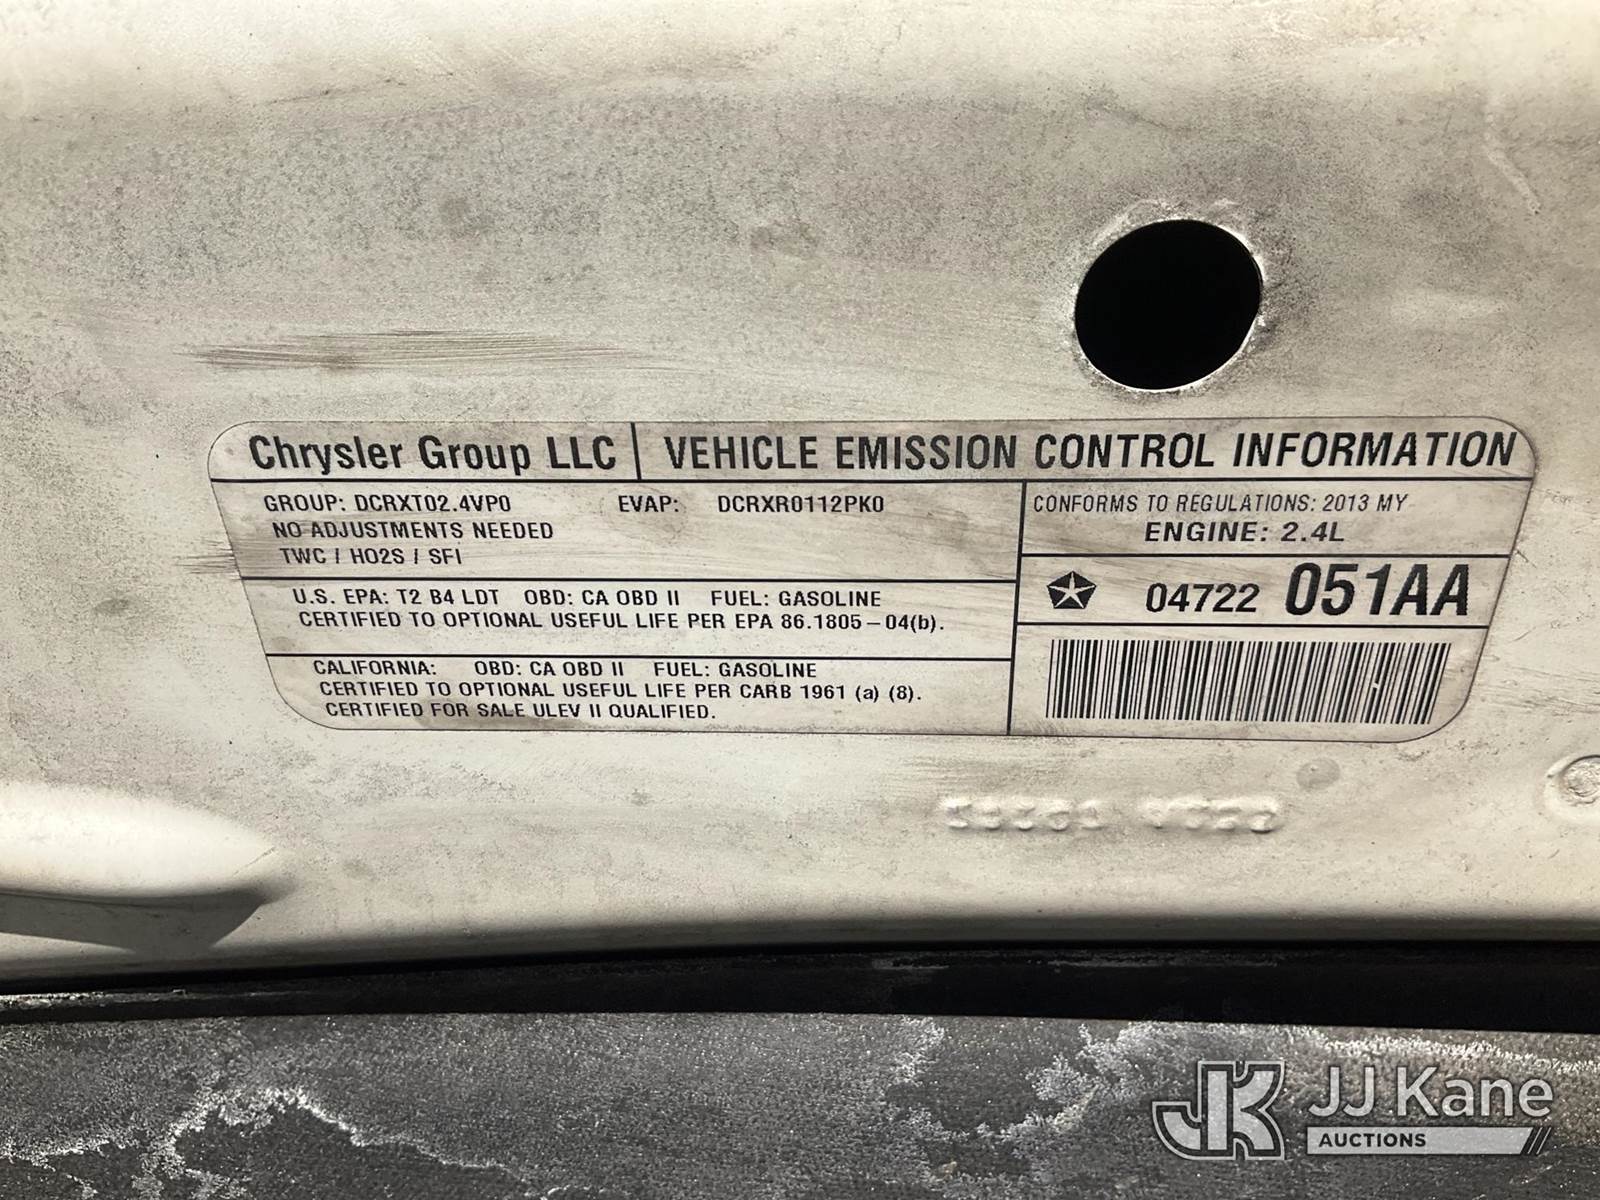 Chrysler Group LLC | VEHICLE EMISSION CONTROL INFORMATION
GROUP: DCRXT02.4VP0 EVAP: DCRXR0112PK0
NO ADJUSTMENTS NEEDED
TWC / HO2S / SFI
CONFORMS TO REGULATIONS: 2013 MY
ENGINE: 2.4L
U.S. EPA: T2 B4 LDT OBD: CA OBD II FUEL: GASOLINE
CERTIFIED TO OPTIONAL USEFUL LIFE PER EPA 86.1805-04(b).
04722 051AA
CALIFORNIA: OBD: CA OBD II FUEL: GASOLINE
CERTIFIED TO OPTIONAL USEFUL LIFE PER CARB 1961 (a) (8).
CERTIFIED FOR SALE ULEV II QUALIFIED.
JK JJ Kane
AUCTIONS